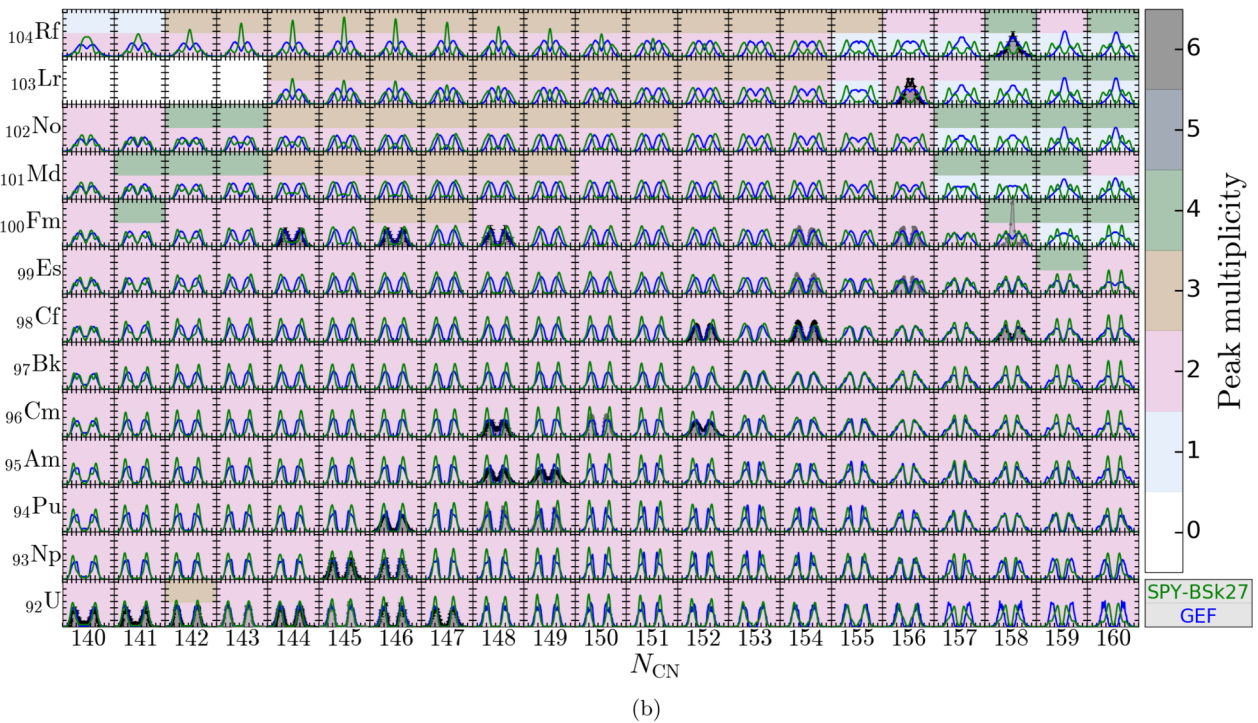 104Rf
103Lr
102No
101Md
100Fm
99Es
98Cf
97Bk
96Cm
95Am
94Pu
93Np
92U
140 141 142 143 144 145 146 147 148 149 150 151 152 153 154 155 156 157 158 159 160
N_CN
6
5
4
3
2
1
0
Peak multiplicity
SPY-BSk27
GEF
(b)